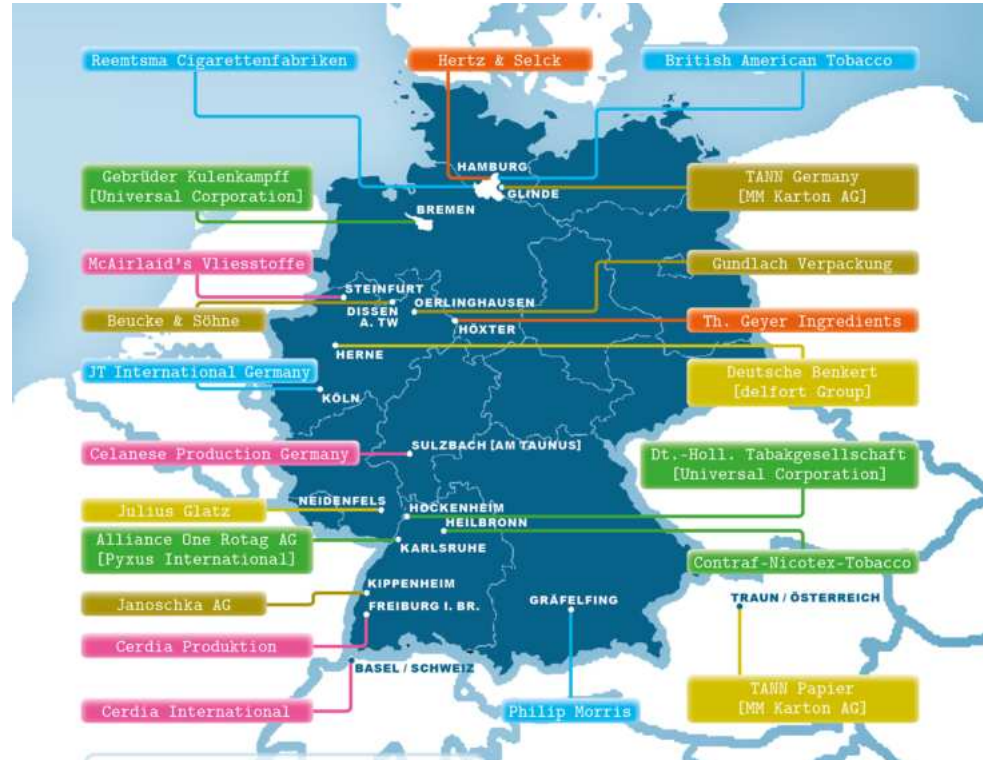 Reemtsma Cigarettenfabriken
Hertz & Selck
British American Tobacco
HAMBURG
GLINDE
Gebrüder Kulenkampff
[Universal Corporation]
TANN Germany
[MM Karton AG]
BREMEN
McAirlaid's Vliesstoffe
Gundlach Verpackung
STEINFURT
DISSEN
A. TW
OERLINGHAUSEN
HÖXTER
Beucke & Söhne
Th. Geyer Ingredients
HERNE
JT International Germany
Deutsche Benkert
[delfort Group]
KÖLN
SULZBACH [AM TAUNUS]
Celanese Production Germany
Dt.-Holl. Tabakgesellschaft
[Universal Corporation]
NEIDENFELS
HOCKENHEIM
HEILBRONN
Julius Glatz
Alliance One Rotag AG
[Pyxus International]
KARLSRUHE
Contraf-Nicotex-Tobacco
KIPPENHEIM
Janoschka AG
FREIBURG I. BR.
GRÄFELFING
TRAUN / ÖSTERREICH
Cerdia Produktion
BASEL / SCHWEIZ
TANN Papier
[MM Karton AG]
Cerdia International
Philip Morris